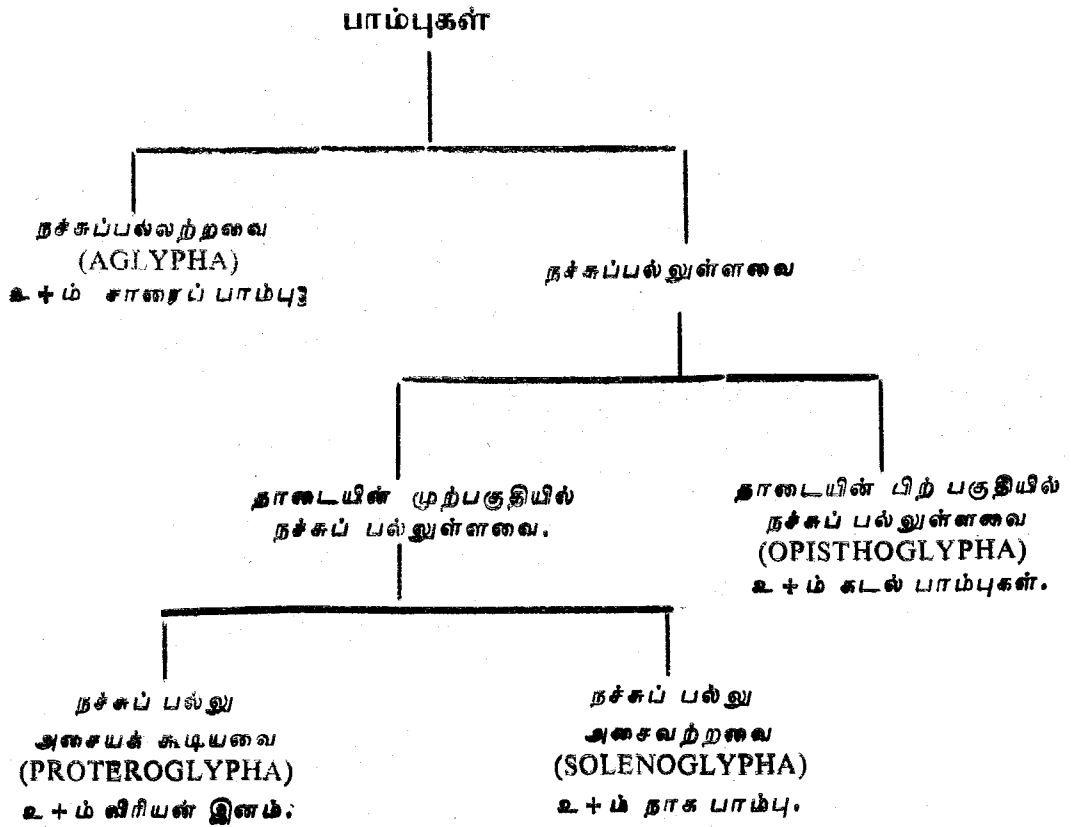 பாம்புகள்
நச்சுப்பல்லற்றவை
(AGLYPHA)
உ+ம் சாரைப் பாம்பு
நச்சுப்பல்லுள்ளவை
தாடையின் முற்பகுதியில்
நச்சுப் பல்லுள்ளவை.
தாடையின் பிற் பகுதியில்
நச்சுப் பல்லுள்ளவை
(OPISTHOGLYPHA)
உ+ம் கடல் பாம்புகள்.
நச்சுப் பல்லு
அசையக் கூடியவை
(PROTEROGLYPHA)
உ+ம் விரியன் இனம்.
நச்சுப் பல்லு
அசைவற்றவை
(SOLENOGLYPHA)
உ+ம் நாக பாம்பு.